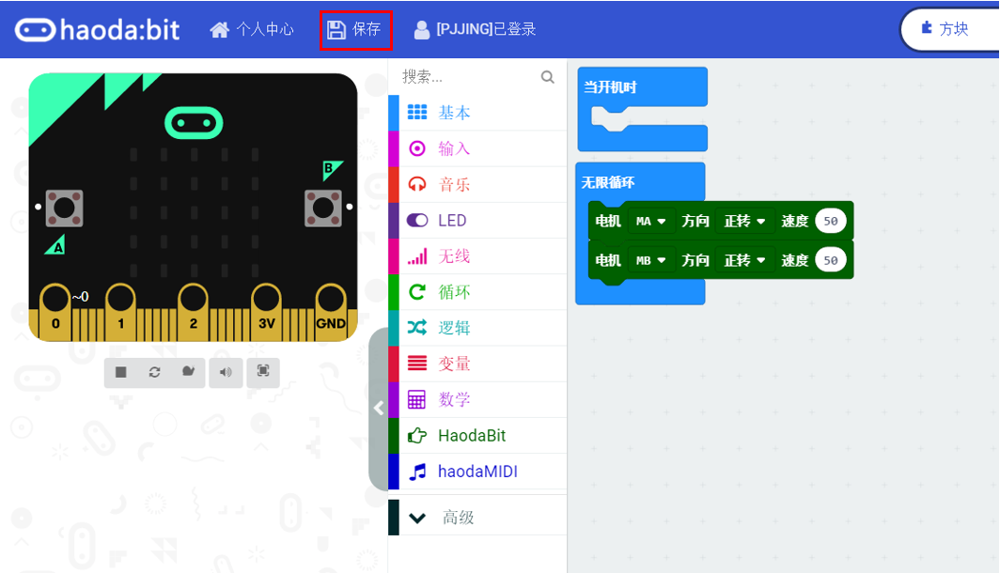 haoda:bit 个人中心 保存 [PJJING]已登录 方块
搜索...
基本
输入
音乐
LED
无线
循环
逻辑
变量
数学
HaodaBit
haodaMIDI
高级
B
A
~0
0 1 2 3V GND
当开机时
无限循环
电机 MA 方向 正转 速度 50
电机 MB 方向 正转 速度 50